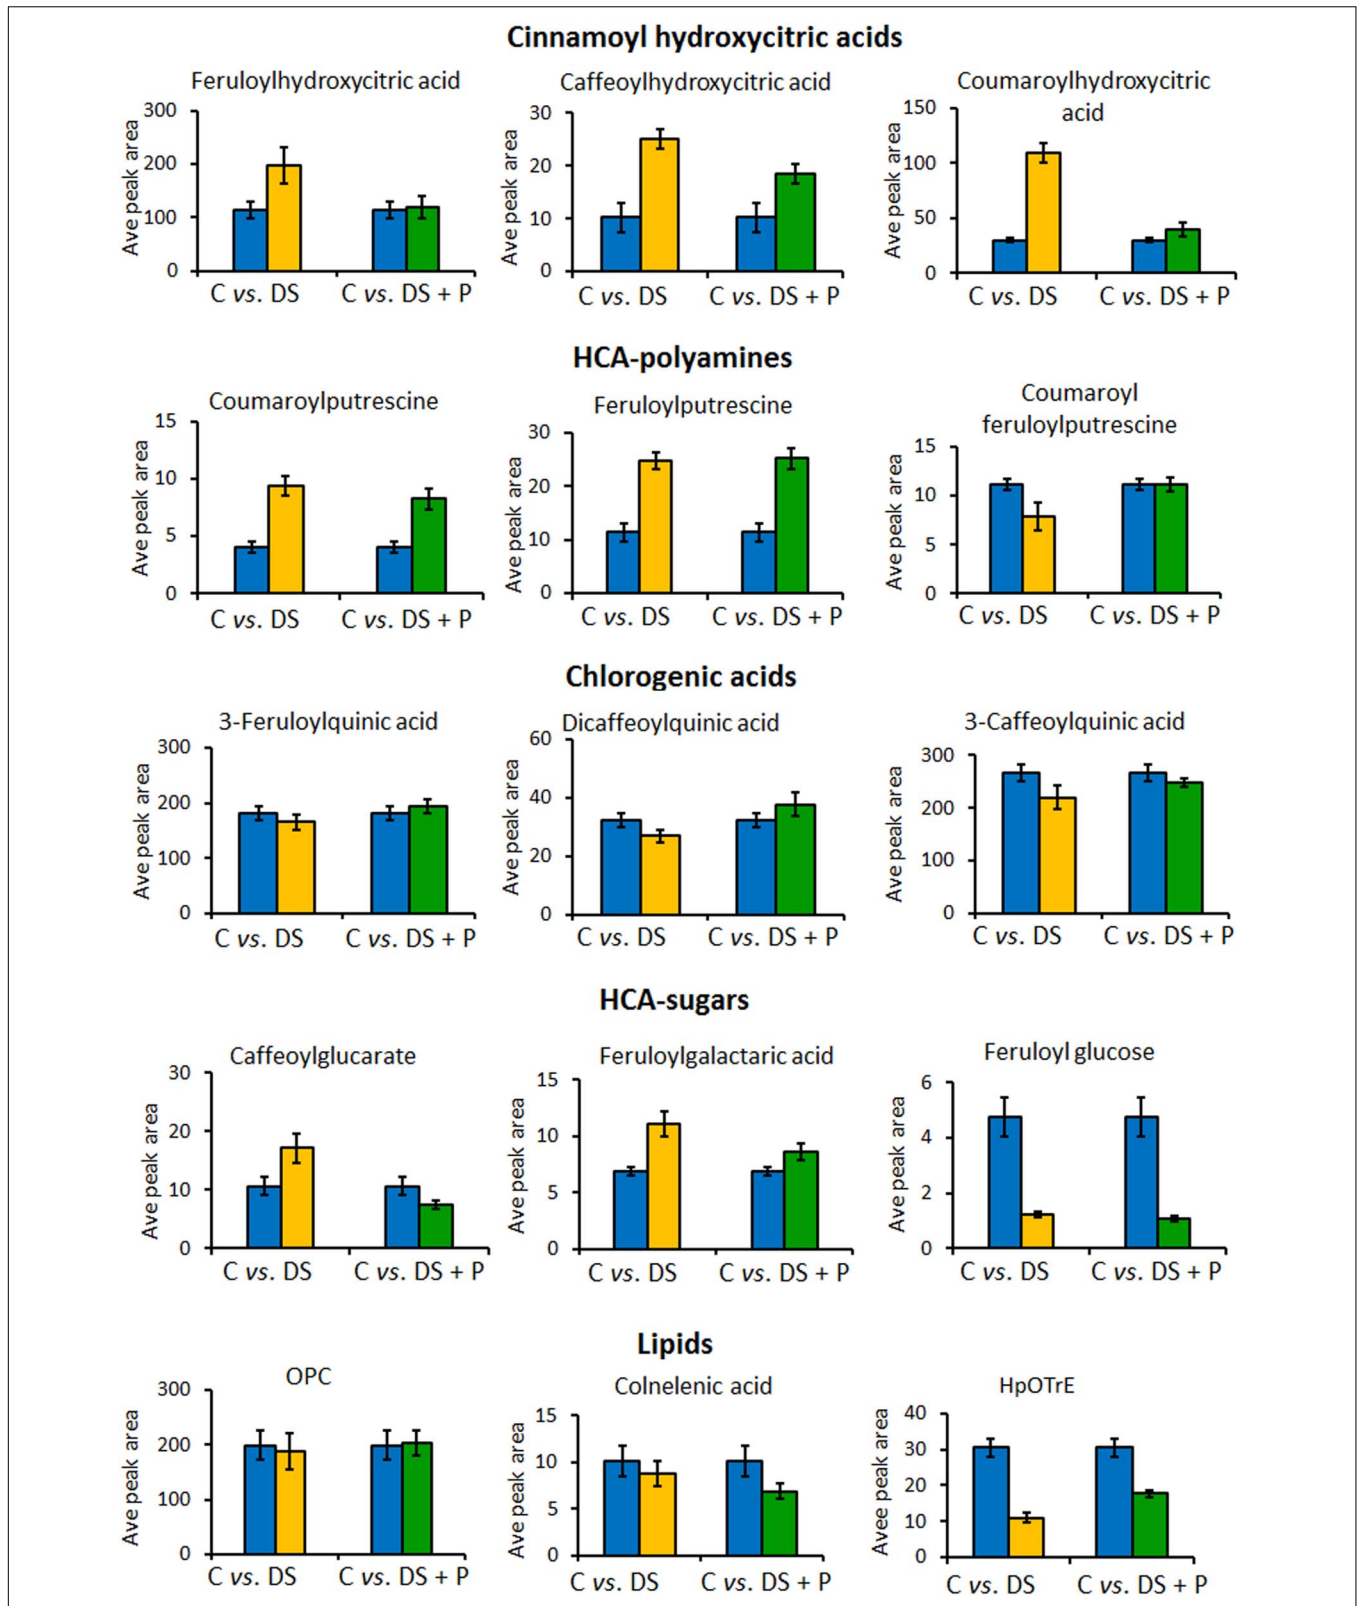 Cinnamoyl hydroxycitric acids
Feruloylhydroxycitric acid
Ave peak area
300
200
100
0
C vs. DS
C vs. DS + P
Caffeoylhydroxycitric acid
Ave peak area
30
20
10
0
C vs. DS
C vs. DS + P
Coumaroylhydroxycitric
acid
Ave peak area
150
100
50
0
C vs. DS
C vs. DS + P
HCA-polyamines
Coumaroylputrescine
Ave peak area
15
10
5
0
C vs. DS
C vs. DS + P
Feruloylputrescine
Ave peak area
30
20
10
0
C vs. DS
C vs. DS + P
Coumaroyl
feruloylputrescine
Ave peak area
15
10
5
0
C vs. DS
C vs. DS + P
Chlorogenic acids
3-Feruloylquinic acid
Ave peak area
300
200
100
0
C vs. DS
C vs. DS + P
Dicaffeoylquinic acid
Ave peak area
60
40
20
0
C vs. DS
C vs. DS + P
3-Caffeoylquinic acid
Ave peak area
300
200
100
0
C vs. DS
C vs. DS + P
HCA-sugars
Caffeoylglucarate
Ave peak area
30
20
10
0
C vs. DS
C vs. DS + P
Feruloylgalactaric acid
Ave peak area
15
10
5
0
C vs. DS
C vs. DS + P
Feruloyl glucose
Ave peak area
6
4
2
0
C vs. DS
C vs. DS + P
Lipids
OPC
Ave peak area
300
200
100
0
C vs. DS
C vs. DS + P
Colnelenic acid
Ave peak area
15
10
5
0
C vs. DS
C vs. DS + P
HpOTrE
Avee peak area
40
30
20
10
0
C vs. DS
C vs. DS + P